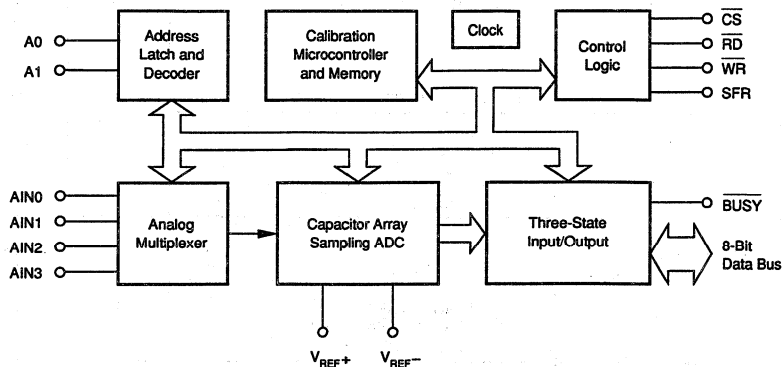 A0
A1
Address
Latch and
Decoder
Calibration
Microcontroller
and Memory
Clock
Control
Logic
CS
RD
WR
SFR
AIN0
AIN1
AIN2
AIN3
Analog
Multiplexer
Capacitor Array
Sampling ADC
Three-State
Input/Output
BUSY
8-Bit
Data Bus
VREF+
VREF−